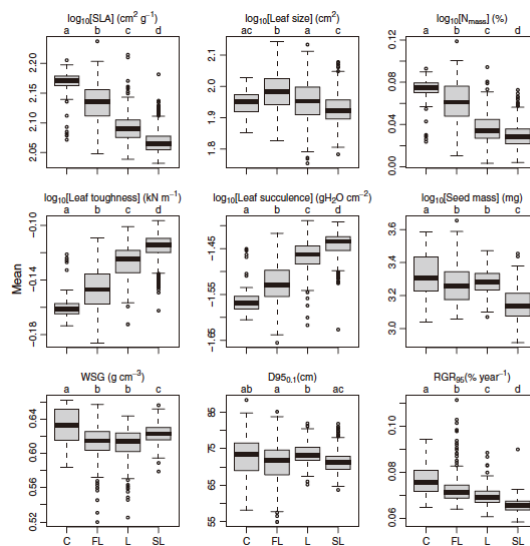 log10[SLA] (cm2 g-1)
a b c d
2.05 2.10 2.15 2.20
log10[Leaf size] (cm2)
ac b a c
1.8 1.9 2.0 2.1
log10[Nmass] (%)
a b c d
0.00 0.04 0.08 0.12
log10[Leaf toughness] (kN m-1)
a b c d
-0.18 -0.14 -0.10
log10[Leaf succulence] (gH2O cm-2)
a b c d
-1.65 -1.55 -1.45
log10[Seed mass] (mg)
a b b c
3.0 3.2 3.4 3.6
Mean
WSG (g cm-3)
a b b c
0.52 0.56 0.60 0.64
C FL L SL
D950.1(cm)
ab a b ac
55 65 75 85
C FL L SL
RGR95(% year-1)
a b c d
0.06 0.08 0.10
C FL L SL